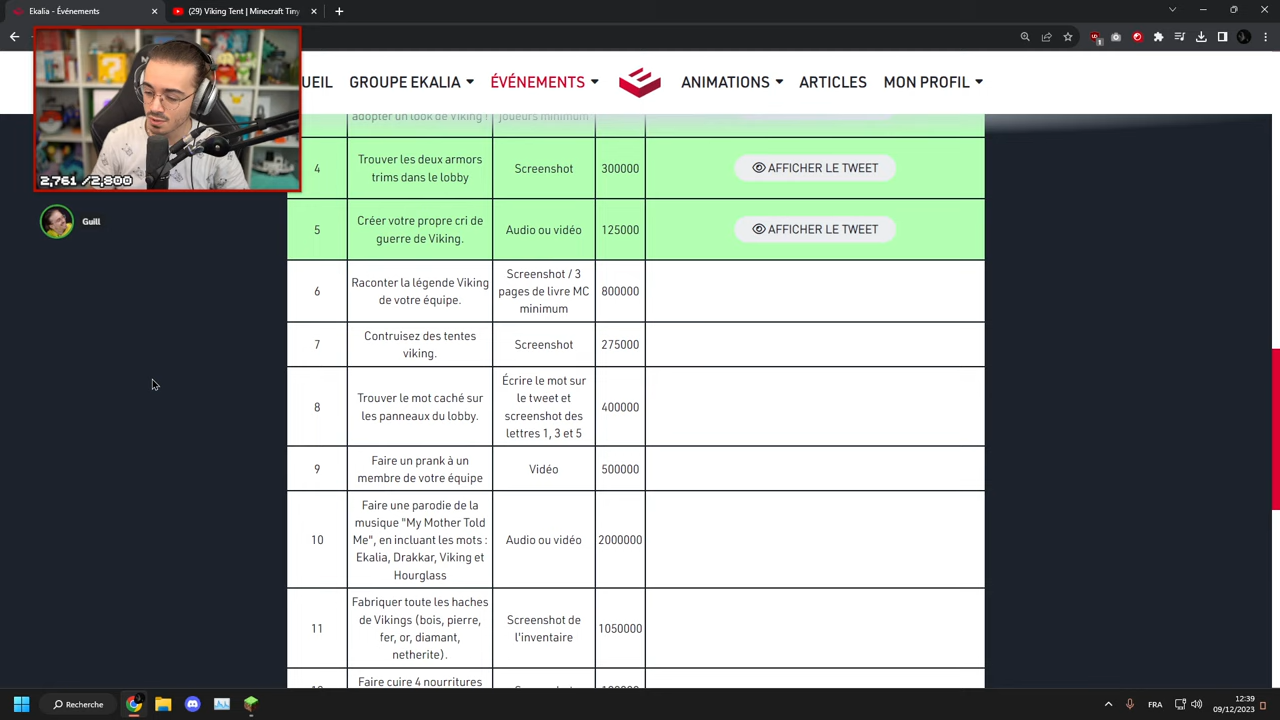 Ekalia - Événements
(29) Viking Tent | Minecraft Tiny
UEIL
GROUPE EKALIA
ÉVÉNEMENTS
ANIMATIONS
ARTICLES
MON PROFIL
2,761 /2,800
Guill
adopter un look de Viking !
joueurs minimum
4
Trouver les deux armors
trims dans le lobby
Screenshot
300000
AFFICHER LE TWEET
5
Créer votre propre cri de
guerre de Viking.
Audio ou vidéo
125000
AFFICHER LE TWEET
6
Raconter la légende Viking
de votre équipe.
Screenshot / 3
pages de livre MC
minimum
800000
7
Contruisez des tentes
viking.
Screenshot
275000
8
Trouver le mot caché sur
les panneaux du lobby.
Écrire le mot sur
le tweet et
screenshot des
lettres 1, 3 et 5
400000
9
Faire un prank à un
membre de votre équipe
Vidéo
500000
10
Faire une parodie de la
musique "My Mother Told
Me", en incluant les mots :
Ekalia, Drakkar, Viking et
Hourglass
Audio ou vidéo
2000000
11
Fabriquer toute les haches
de Vikings (bois, pierre,
fer, or, diamant,
netherite).
Screenshot de
l'inventaire
1050000
Faire cuire 4 nourritures
Recherche
FRA
12:39
09/12/2023